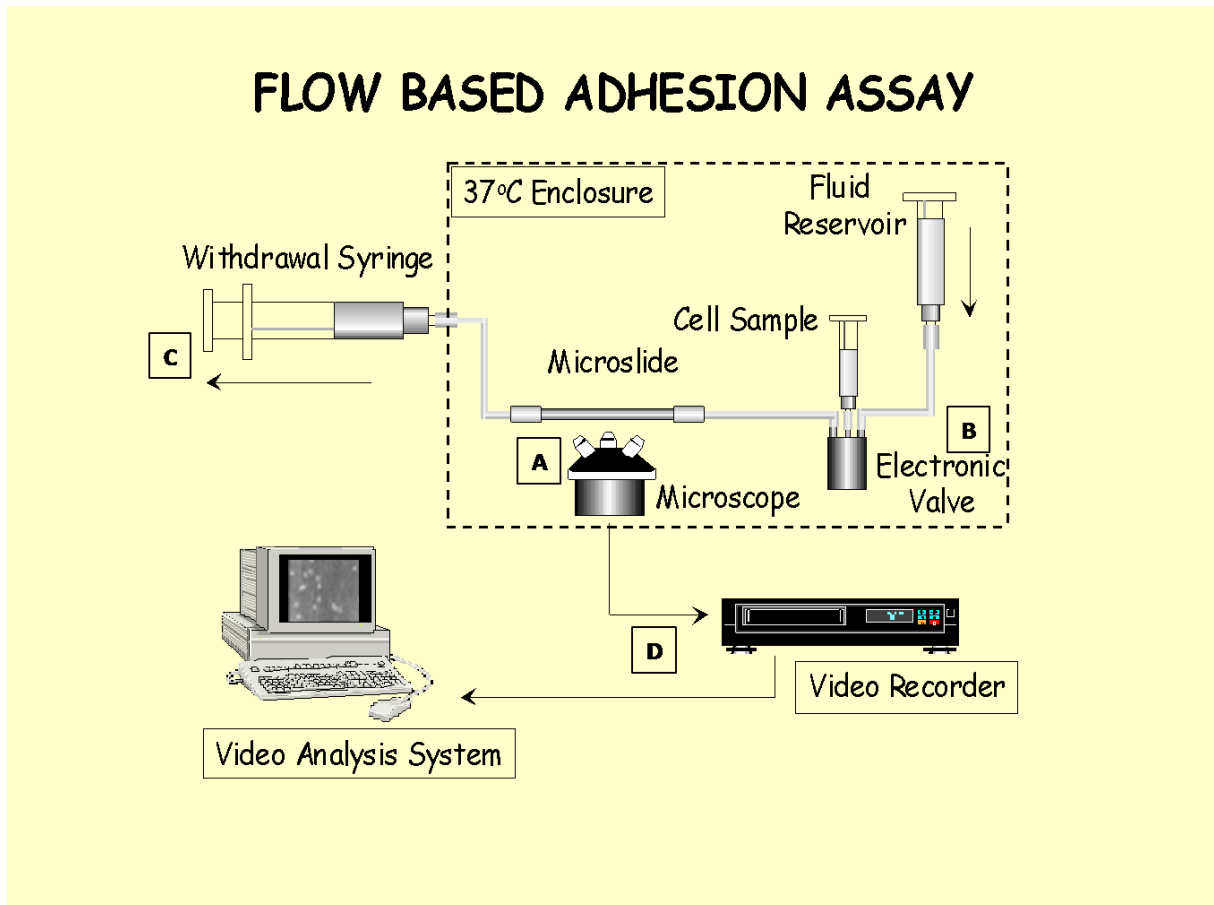 FLOW BASED ADHESION ASSAY
37°C Enclosure
Fluid
Reservoir
Withdrawal Syringe
Cell Sample
C
Microslide
A
B
Electronic
Valve
Microscope
D
Video Recorder
Video Analysis System